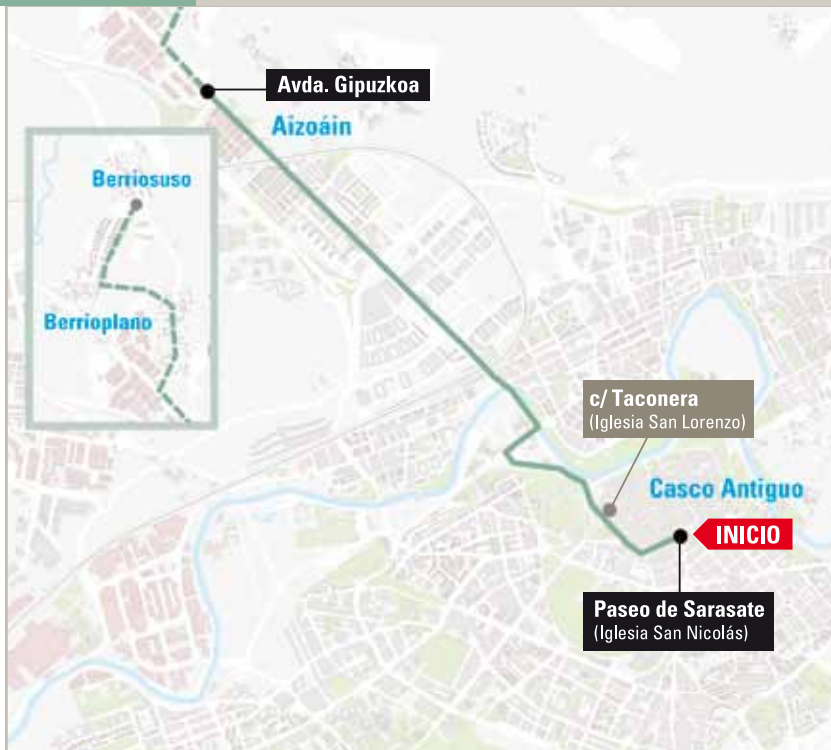 Avda. Gipuzkoa
Aizoáin
Berriosuso
Berrioplano
c/ Taconera
(Iglesia San Lorenzo)
Casco Antiguo
INICIO
Paseo de Sarasate
(Iglesia San Nicolás)